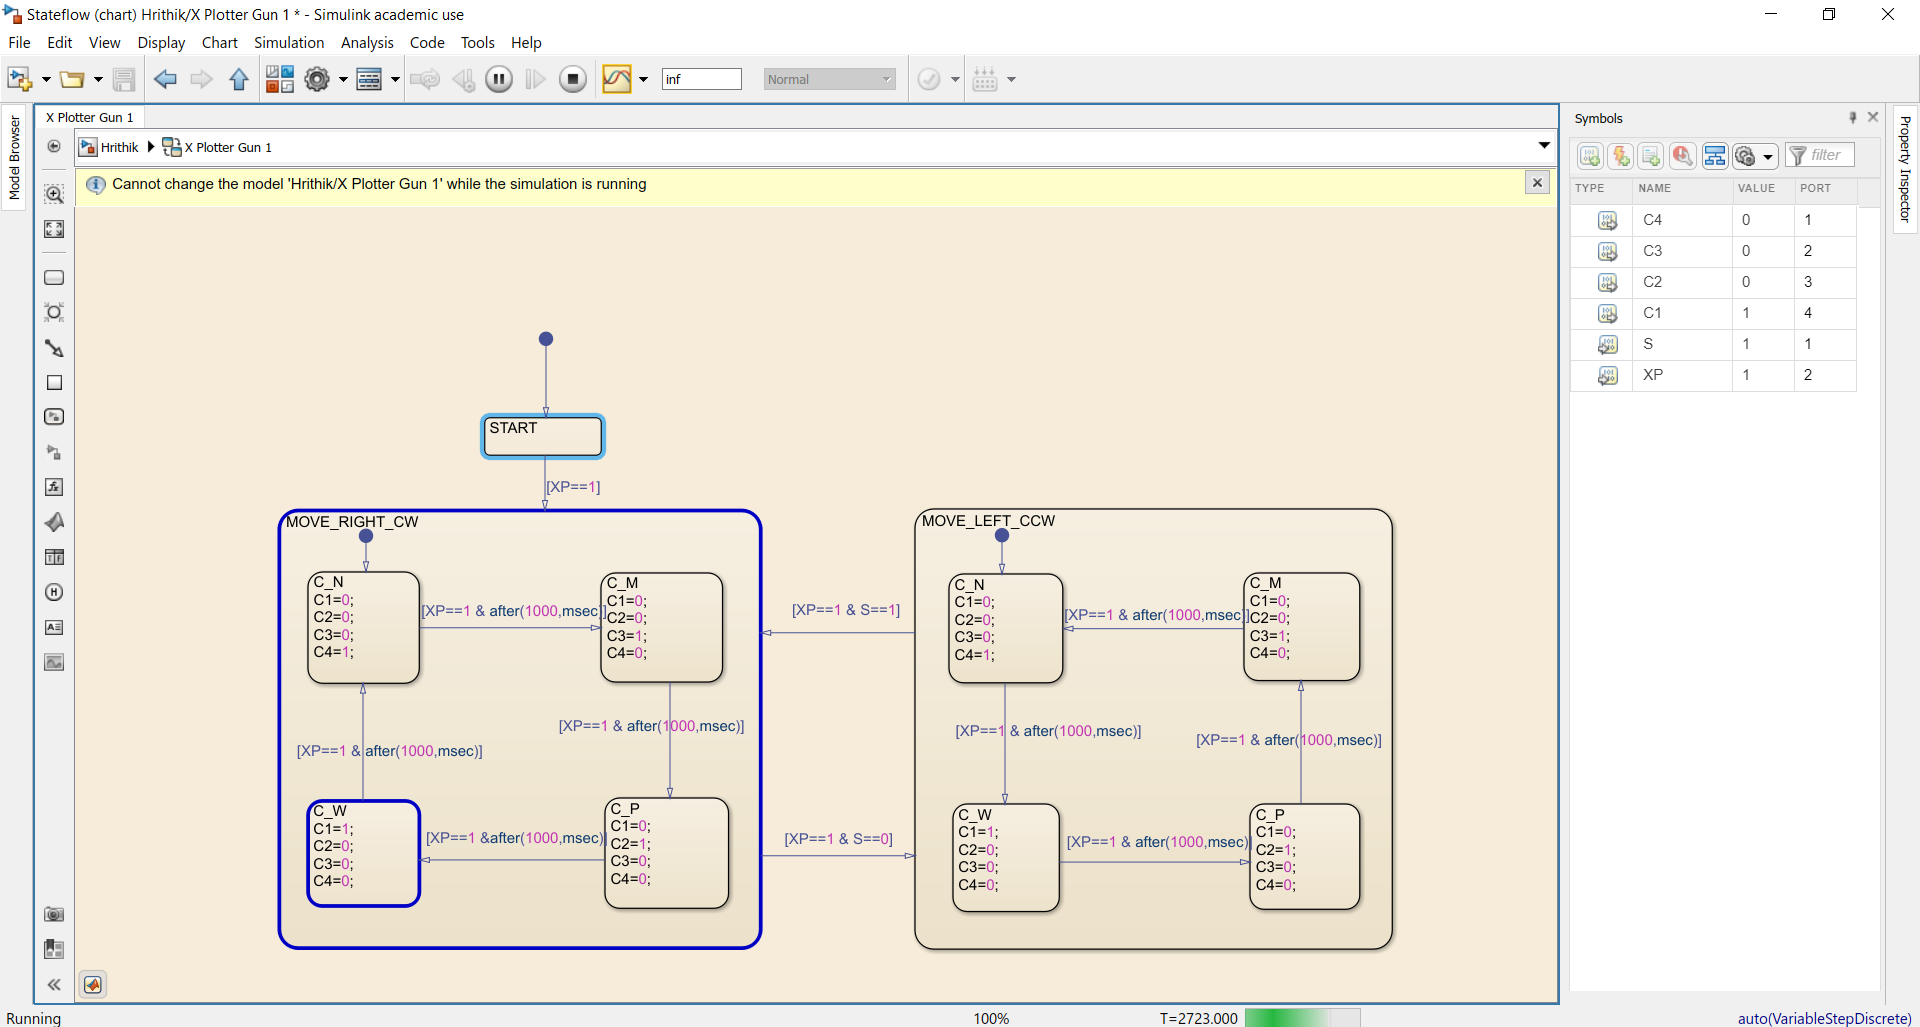 Stateflow (chart) Hrithik/X Plotter Gun 1 * - Simulink academic use
File Edit View Display Chart Simulation Analysis Code Tools Help
inf Normal
Model Browser
X Plotter Gun 1
Hrithik X Plotter Gun 1
Cannot change the model 'Hrithik/X Plotter Gun 1' while the simulation is running
START
[XP==1]
MOVE_RIGHT_CW
C_N
C1=0;
C2=0;
C3=0;
C4=1;
[XP==1 & after(1000,msec)]
C_M
C1=0;
C2=0;
C3=1;
C4=0;
[XP==1 & after(1000,msec)]
[XP==1 & after(1000,msec)]
C_W
C1=1;
C2=0;
C3=0;
C4=0;
[XP==1 &after(1000,msec)]
C_P
C1=0;
C2=1;
C3=0;
C4=0;
[XP==1 & S==1]
[XP==1 & S==0]
MOVE_LEFT_CCW
C_N
C1=0;
C2=0;
C3=0;
C4=1;
[XP==1 & after(1000,msec)]
C_M
C1=0;
C2=0;
C3=1;
C4=0;
[XP==1 & after(1000,msec)]
[XP==1 & after(1000,msec)]
C_W
C1=1;
C2=0;
C3=0;
C4=0;
[XP==1 & after(1000,msec)
C_P
C1=0;
C2=1;
C3=0;
C4=0;
Symbols
filter
TYPE NAME VALUE PORT
C4 0 1
C3 0 2
C2 0 3
C1 1 4
S 1 1
XP 1 2
Property Inspector
Running 100% T=2723.000 auto(VariableStepDiscrete)